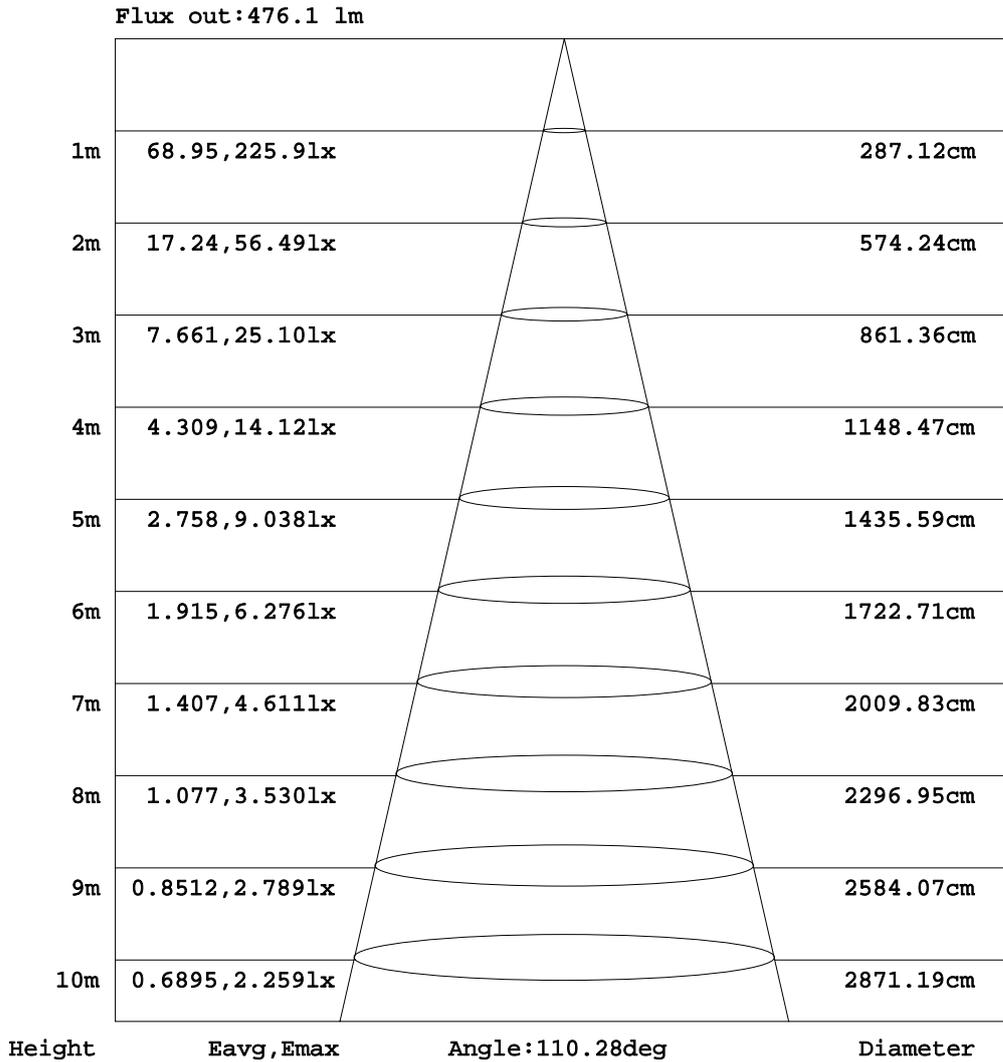 Flux out:476.1 lm
1m 68.95,225.9lx 287.12cm
2m 17.24,56.49lx 574.24cm
3m 7.661,25.10lx 861.36cm
4m 4.309,14.12lx 1148.47cm
5m 2.758,9.038lx 1435.59cm
6m 1.915,6.276lx 1722.71cm
7m 1.407,4.611lx 2009.83cm
8m 1.077,3.530lx 2296.95cm
9m 0.8512,2.789lx 2584.07cm
10m 0.6895,2.259lx 2871.19cm
Height Eavg,Emax Angle:110.28deg Diameter